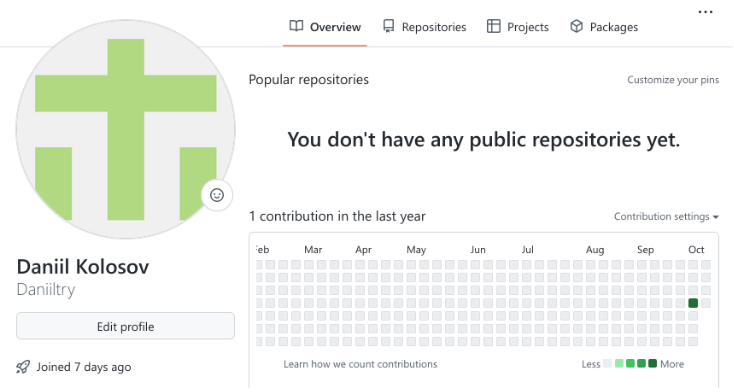 Overview Repositories Projects Packages
Popular repositories Customize your pins
You don't have any public repositories yet.
1 contribution in the last year Contribution settings
eb Mar Apr May Jun Jul Aug Sep Oct
Learn how we count contributions Less More
Daniil Kolosov
Daniiltry
Edit profile
Joined 7 days ago